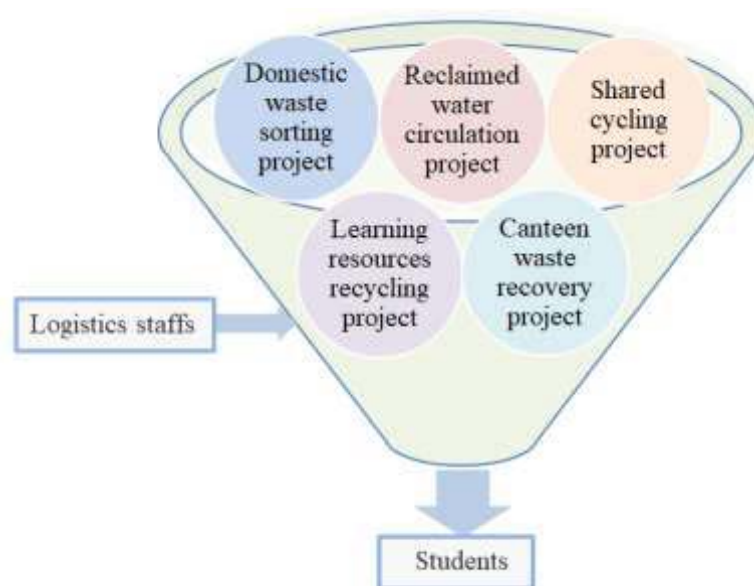 Domestic
waste
sorting
project
Reclaimed
water
circulation
project
Shared
cycling
project
Learning
resources
recycling
project
Canteen
waste
recovery
project
Logistics staffs
Students